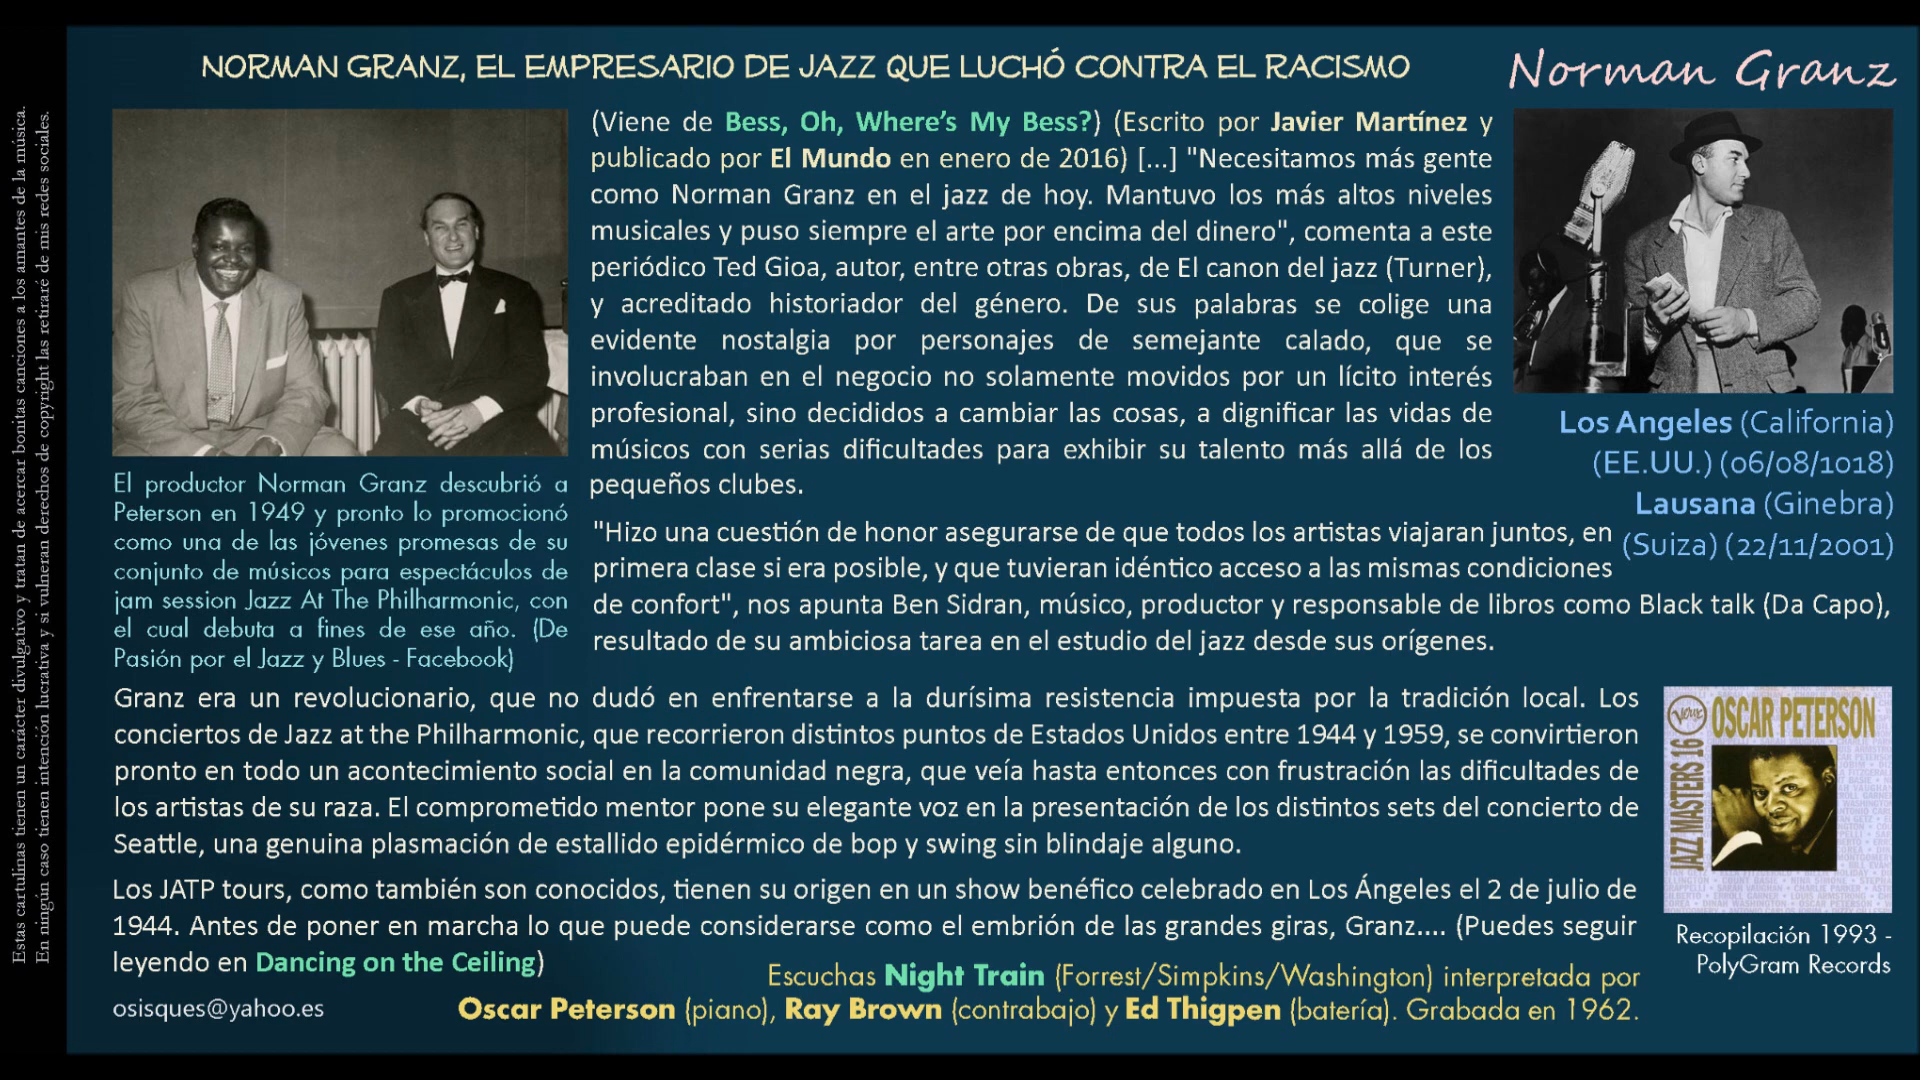 NORMAN GRANZ, EL EMPRESARIO DE JAZZ QUE LUCHÓ CONTRA EL RACISMO
Norman Granz
(Viene de Bess, Oh, Where's My Bess?) (Escrito por Javier Martínez y
publicado por El Mundo en enero de 2016) [...] "Necesitamos más gente
como Norman Granz en el jazz de hoy. Mantuvo los más altos niveles
musicales y puso siempre el arte por encima del dinero", comenta a este
periódico Ted Gioa, autor, entre otras obras, de El canon del jazz (Turner),
y acreditado historiador del género. De sus palabras se colige una
evidente nostalgia por personajes de semejante calado, que se
involucraban en el negocio no solamente movidos por un lícito interés
profesional, sino decididos a cambiar las cosas, a dignificar las vidas de
músicos con serias dificultades para exhibir su talento más allá de los
pequeños clubes.
"Hizo una cuestión de honor asegurarse de que todos los artistas viajaran juntos, en
primera clase si era posible, y que tuvieran idéntico acceso a las mismas condiciones
de confort", nos apunta Ben Sidran, músico, productor y responsable de libros como Black talk (Da Capo),
resultado de su ambiciosa tarea en el estudio del jazz desde sus orígenes.
Los Angeles (California)
(EE.UU.) (06/08/1018)
Lausana (Ginebra)
(Suiza) (22/11/2001)
El productor Norman Granz descubrió a
Peterson en 1949 y pronto lo promocionó
como una de las jóvenes promesas de su
conjunto de músicos para espectáculos de
jam session Jazz At The Philharmonic, con
el cual debuta a fines de ese año. (De
Pasión por el Jazz y Blues - Facebook)
Granz era un revolucionario, que no dudó en enfrentarse a la durísima resistencia impuesta por la tradición local. Los
conciertos de Jazz at the Philharmonic, que recorrieron distintos puntos de Estados Unidos entre 1944 y 1959, se convirtieron
pronto en todo un acontecimiento social en la comunidad negra, que veía hasta entonces con frustración las dificultades de
los artistas de su raza. El comprometido mentor pone su elegante voz en la presentación de los distintos sets del concierto de
Seattle, una genuina plasmación de estallido epidérmico de bop y swing sin blindaje alguno.
Los JATP tours, como también son conocidos, tienen su origen en un show benéfico celebrado en Los Ángeles el 2 de julio de
1944. Antes de poner en marcha lo que puede considerarse como el embrión de las grandes giras, Granz.... (Puedes seguir
leyendo en Dancing on the Ceiling)
Verve
OSCAR PETERSON
JAZZ MASTERS 16
Recopilación 1993 -
PolyGram Records
Escuchas Night Train (Forrest/Simpkins/Washington) interpretada por
Oscar Peterson (piano), Ray Brown (contrabajo) y Ed Thigpen (batería). Grabada en 1962.
osisques@yahoo.es
Estas cartulinas tienen un carácter divulgativo y tratan de acercar bonitas canciones a los amantes de la música.
En ningún caso tienen intención lucrativa y si vulneran derechos de copyright las retiraré de mis redes sociales.